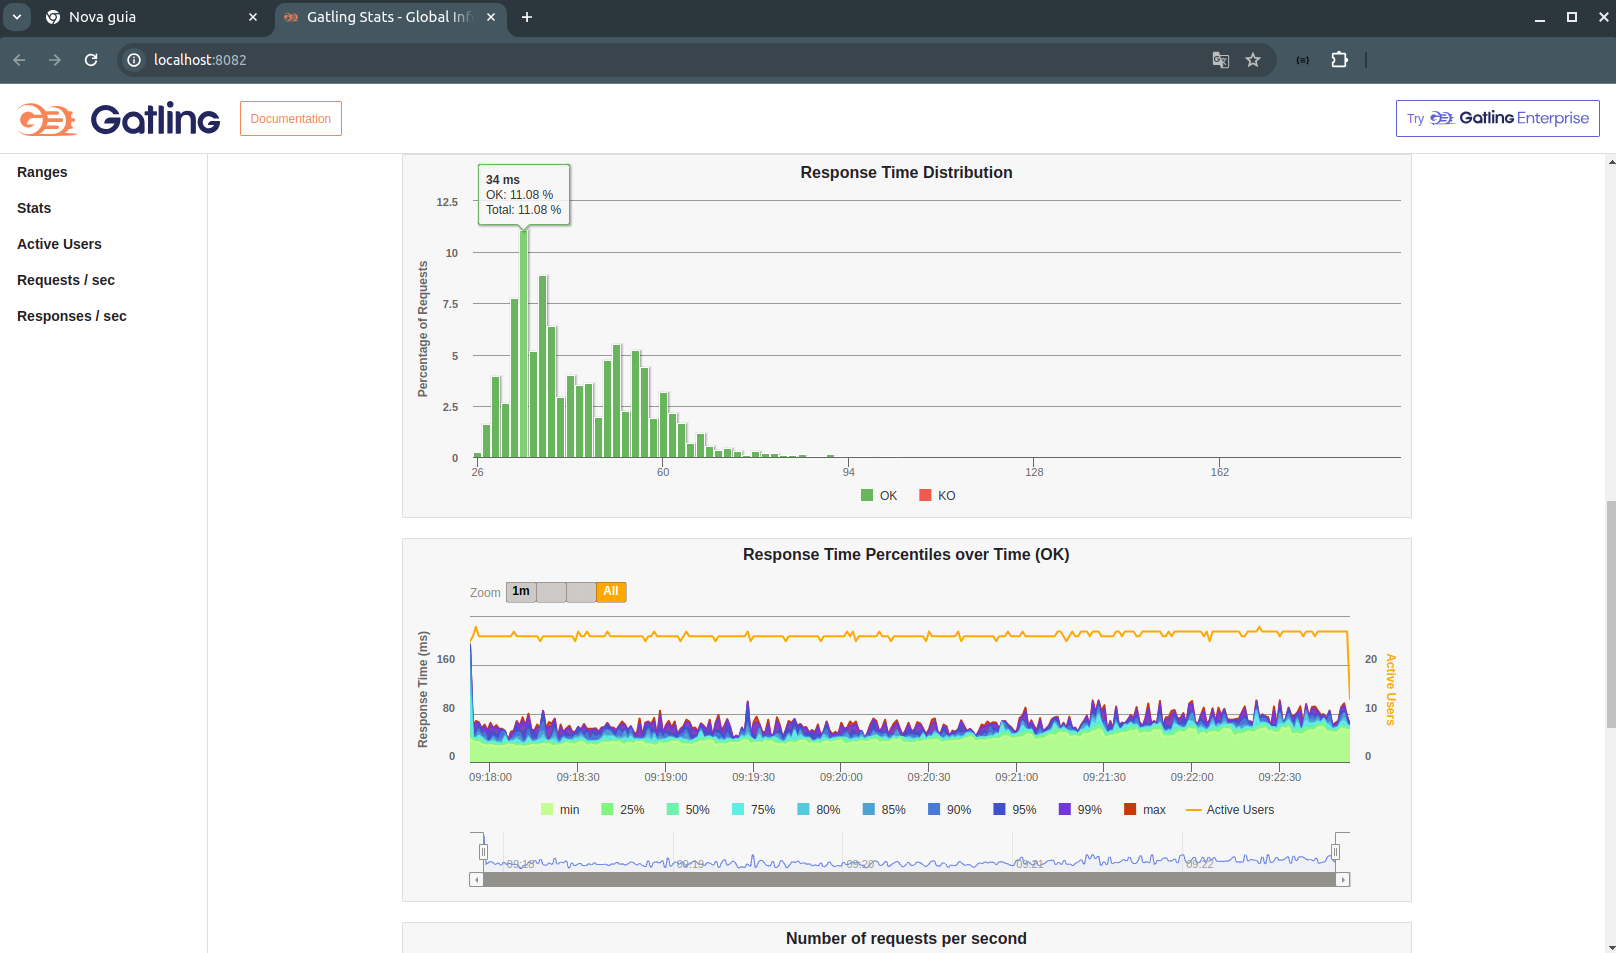 Nova guia
Gatling Stats - Global Inf
localhost:8082
Gatling
Documentation
Try Gatling Enterprise
Ranges
Stats
Active Users
Requests / sec
Responses / sec
Response Time Distribution
34 ms
OK: 11.08 %
Total: 11.08 %
Percentage of Requests
12.5
10
7.5
5
2.5
0
26 60 94 128 162
OK KO
Response Time Percentiles over Time (OK)
Zoom 1m All
Response Time (ms)
160
80
0
Active Users
20
10
0
09:18:00 09:18:30 09:19:00 09:19:30 09:20:00 09:20:30 09:21:00 09:21:30 09:22:00 09:22:30
min 25% 50% 75% 80% 85% 90% 95% 99% max Active Users
09:18 09:19 09:20 09:21 09:22
Number of requests per second